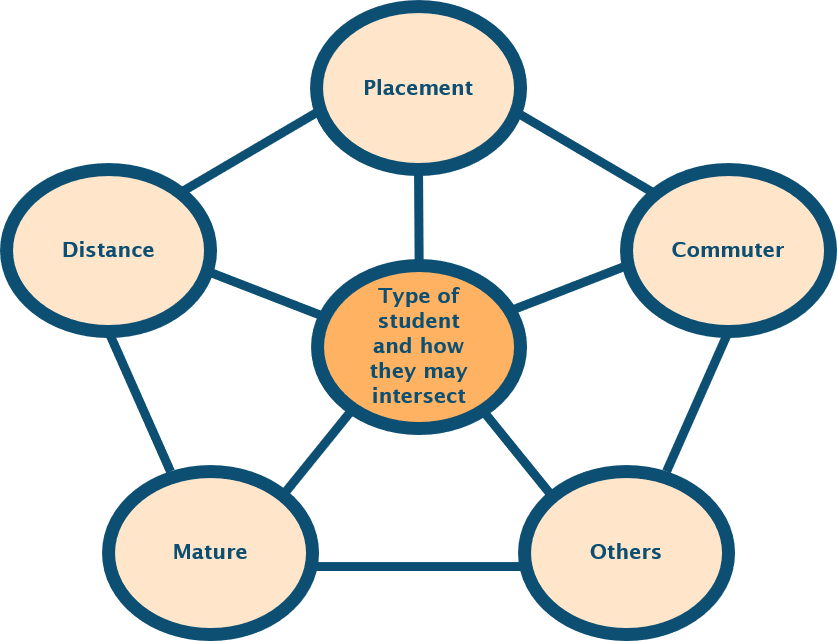 Placement
Distance
Commuter
Type of
student
and how
they may
intersect
Mature
Others